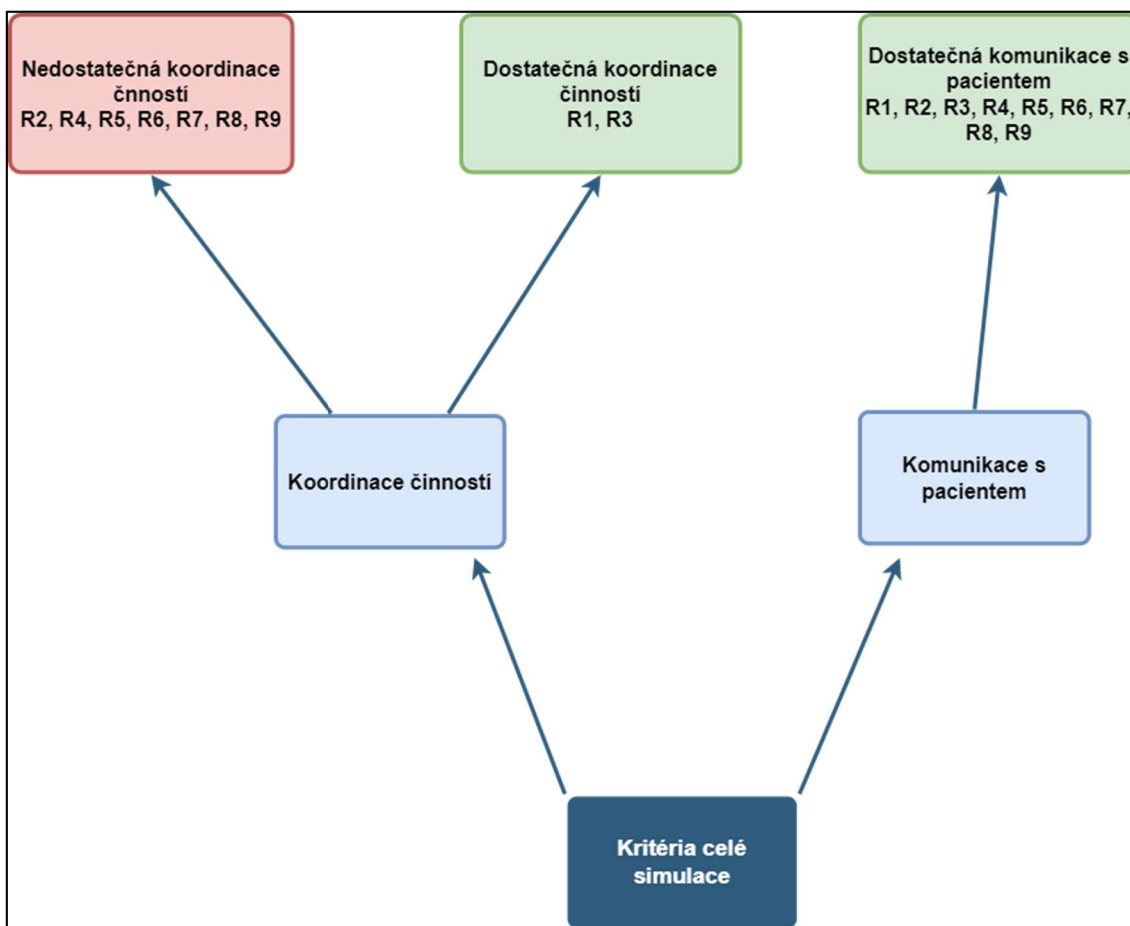 Nedostatečná koordinace
čnností
R2, R4, R5, R6, R7, R8, R9
Dostatečná koordinace
činností
R1, R3
Dostatečná komunikace s
pacientem
R1, R2, R3, R4, R5, R6, R7,
R8, R9
Koordinace činností
Komunikace s
pacientem
Kritéria celé
simulace